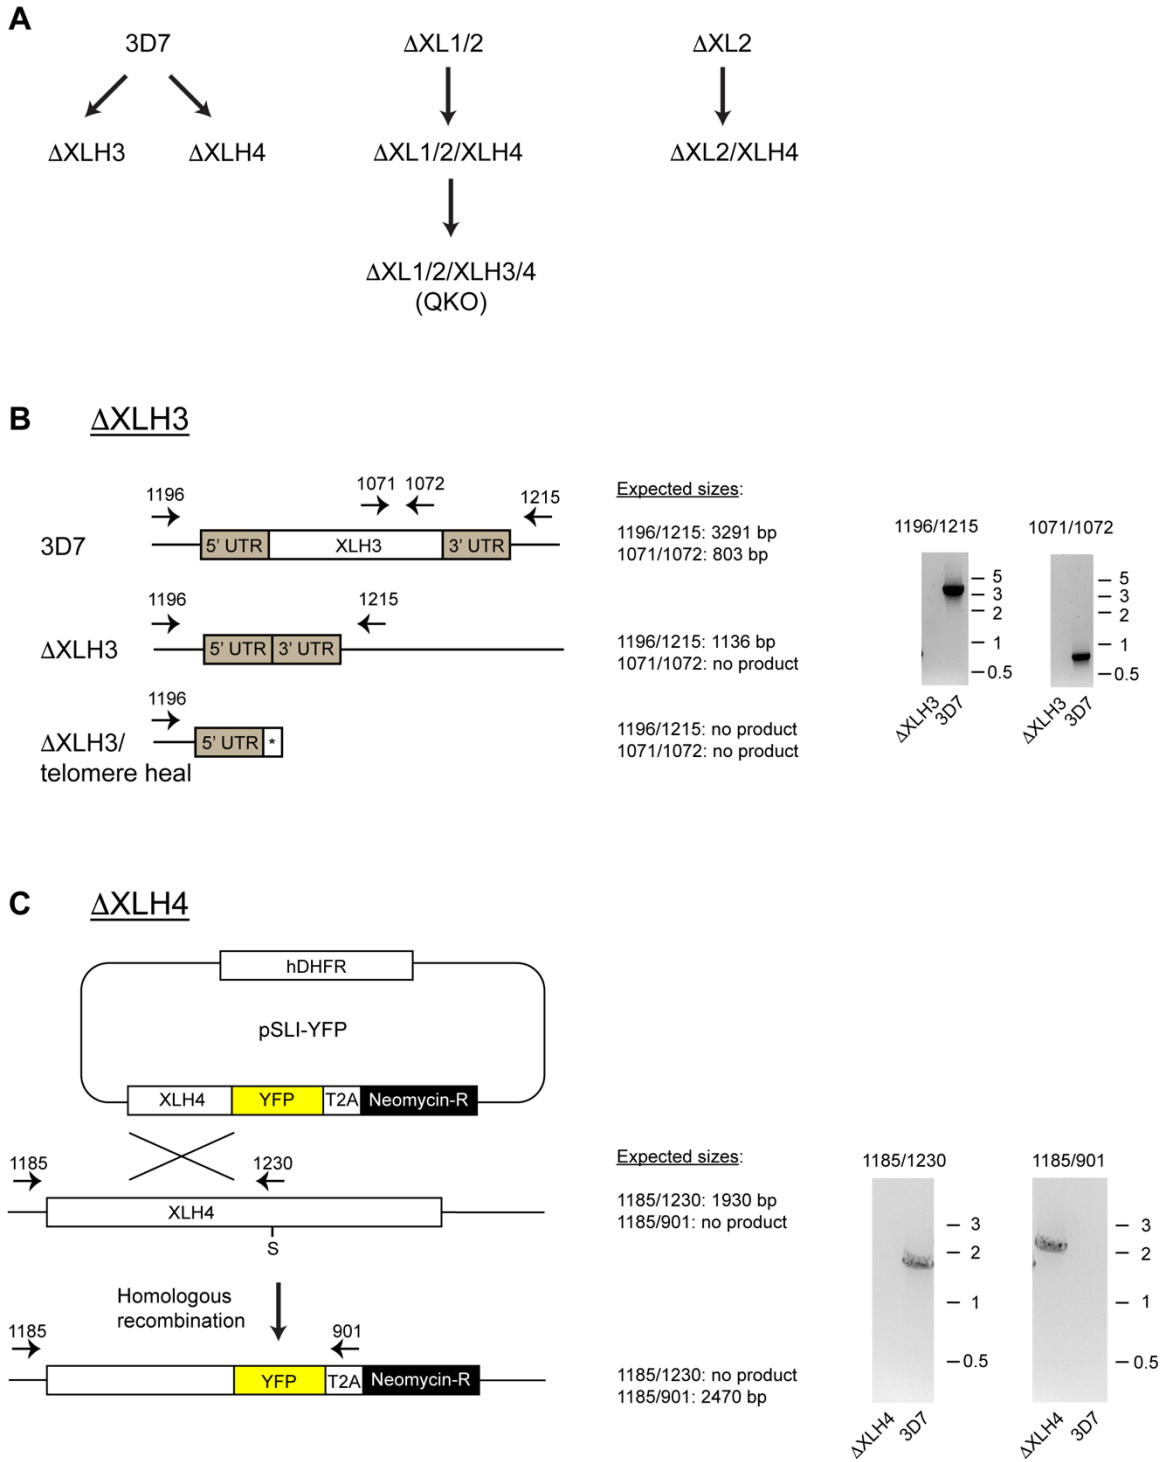 A
3D7
ΔXL1/2
ΔXL2
ΔXLH3
ΔXLH4
ΔXL1/2/XLH4
ΔXL2/XLH4
ΔXL1/2/XLH3/4
(QKO)
B
ΔXLH3
1196
1071
1072
1215
3D7
5’ UTR
XLH3
3’ UTR
1196
1215
ΔXLH3
5’ UTR
3’ UTR
1196
ΔXLH3/
telomere heal
5’ UTR
*
Expected sizes:
1196/1215: 3291 bp
1071/1072: 803 bp
1196/1215: 1136 bp
1071/1072: no product
1196/1215: no product
1071/1072: no product
1196/1215
5
3
2
1
0.5
ΔXLH3
3D7
1071/1072
5
3
2
1
0.5
ΔXLH3
3D7
C
ΔXLH4
hDHFR
pSLI-YFP
XLH4
YFP
T2A
Neomycin-R
1185
1230
XLH4
S
Homologous
recombination
1185
901
YFP
T2A
Neomycin-R
Expected sizes:
1185/1230: 1930 bp
1185/901: no product
1185/1230: no product
1185/901: 2470 bp
1185/1230
3
2
1
0.5
ΔXLH4
3D7
1185/901
3
2
1
0.5
ΔXLH4
3D7